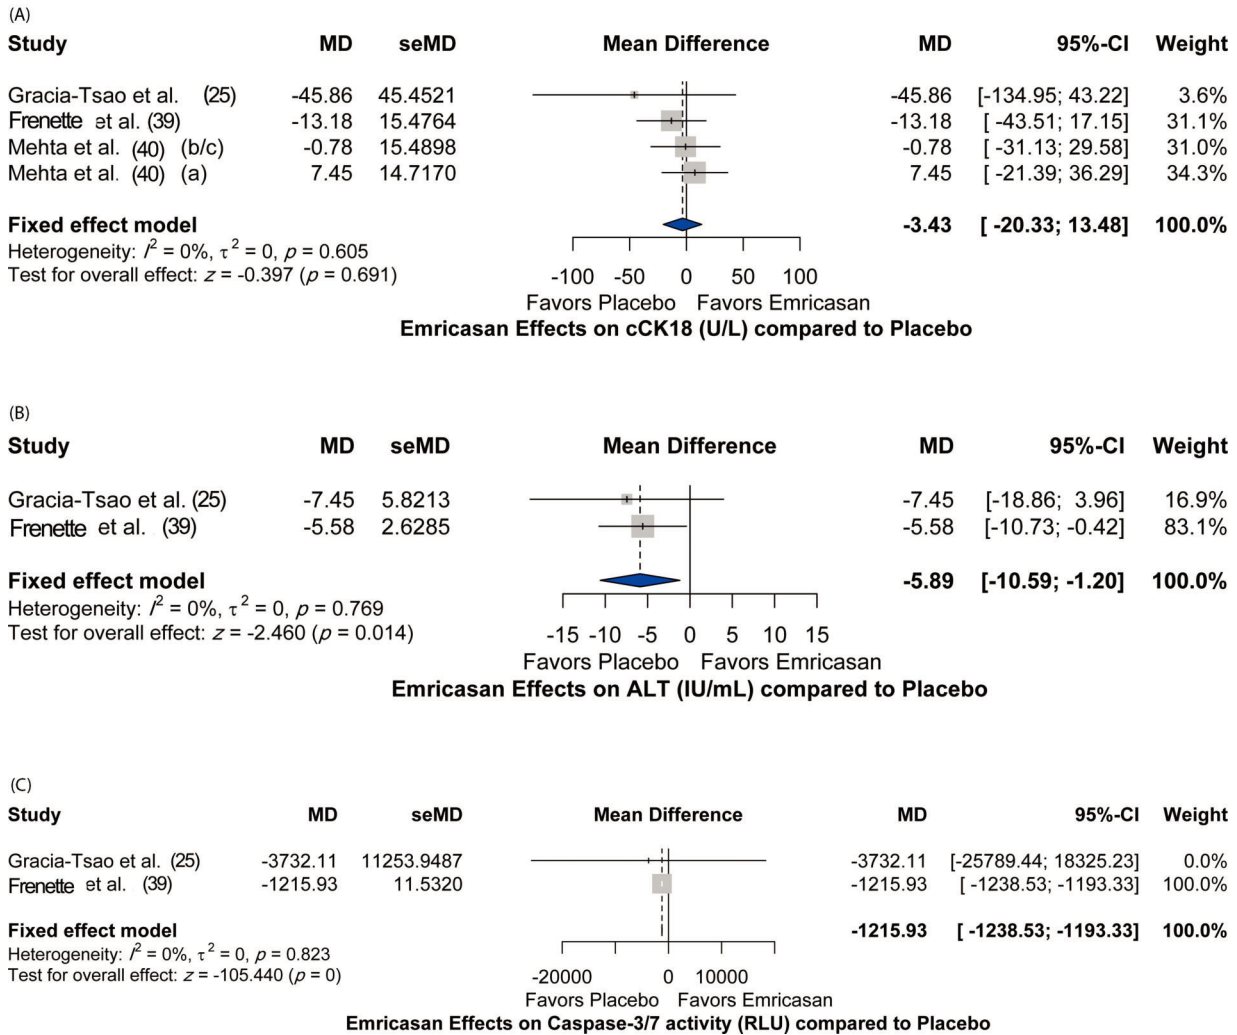 (A)
Study MD seMD Mean Difference MD 95%-CI Weight
Gracia-Tsao et al. (25) -45.86 45.4521 -45.86 [-134.95; 43.22] 3.6%
Frenette et al. (39) -13.18 15.4764 -13.18 [ -43.51; 17.15] 31.1%
Mehta et al. (40) (b/c) -0.78 15.4898 -0.78 [ -31.13; 29.58] 31.0%
Mehta et al. (40) (a) 7.45 14.7170 7.45 [ -21.39; 36.29] 34.3%
Fixed effect model -3.43 [ -20.33; 13.48] 100.0%
Heterogeneity: I² = 0%, τ² = 0, p = 0.605
Test for overall effect: z = -0.397 (p = 0.691)
-100 -50 0 50 100
Favors Placebo Favors Emricasan
Emricasan Effects on cCK18 (U/L) compared to Placebo
(B)
Study MD seMD Mean Difference MD 95%-CI Weight
Gracia-Tsao et al. (25) -7.45 5.8213 -7.45 [-18.86; 3.96] 16.9%
Frenette et al. (39) -5.58 2.6285 -5.58 [-10.73; -0.42] 83.1%
Fixed effect model -5.89 [-10.59; -1.20] 100.0%
Heterogeneity: I² = 0%, τ² = 0, p = 0.769
Test for overall effect: z = -2.460 (p = 0.014)
-15 -10 -5 0 5 10 15
Favors Placebo Favors Emricasan
Emricasan Effects on ALT (IU/mL) compared to Placebo
(C)
Study MD seMD Mean Difference MD 95%-CI Weight
Gracia-Tsao et al. (25) -3732.11 11253.9487 -3732.11 [-25789.44; 18325.23] 0.0%
Frenette et al. (39) -1215.93 11.5320 -1215.93 [ -1238.53; -1193.33] 100.0%
Fixed effect model -1215.93 [ -1238.53; -1193.33] 100.0%
Heterogeneity: I² = 0%, τ² = 0, p = 0.823
Test for overall effect: z = -105.440 (p = 0)
-20000 0 10000
Favors Placebo Favors Emricasan
Emricasan Effects on Caspase-3/7 activity (RLU) compared to Placebo